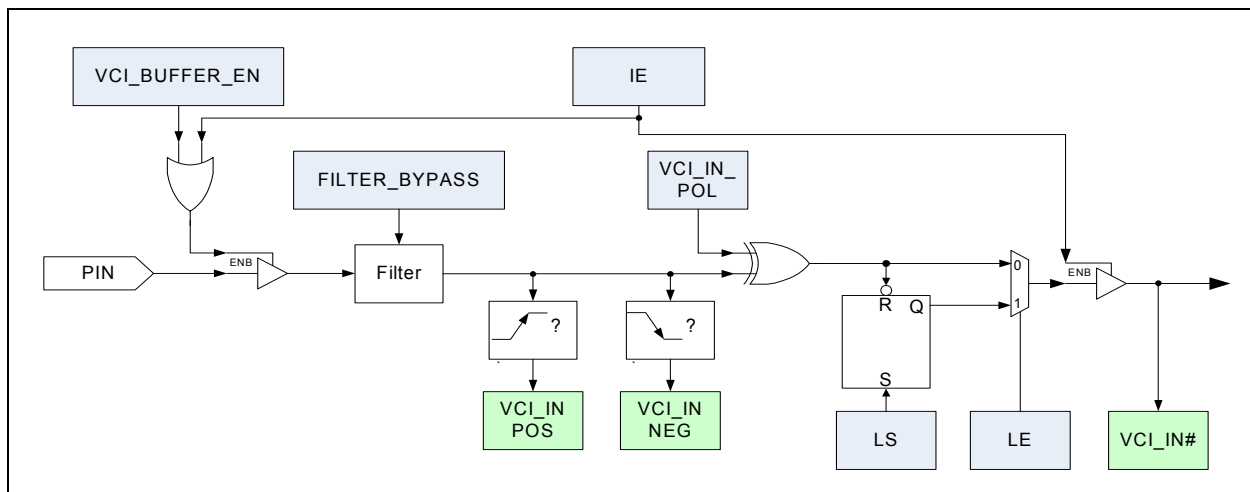 VCI_BUFFER_EN
IE
FILTER_BYPASS
VCI_IN_
POL
PIN
ENB
Filter
0
1
ENB
R
Q
S
?
?
`
`
VCI_IN
POS
VCI_IN
NEG
LS
LE
VCI_IN#